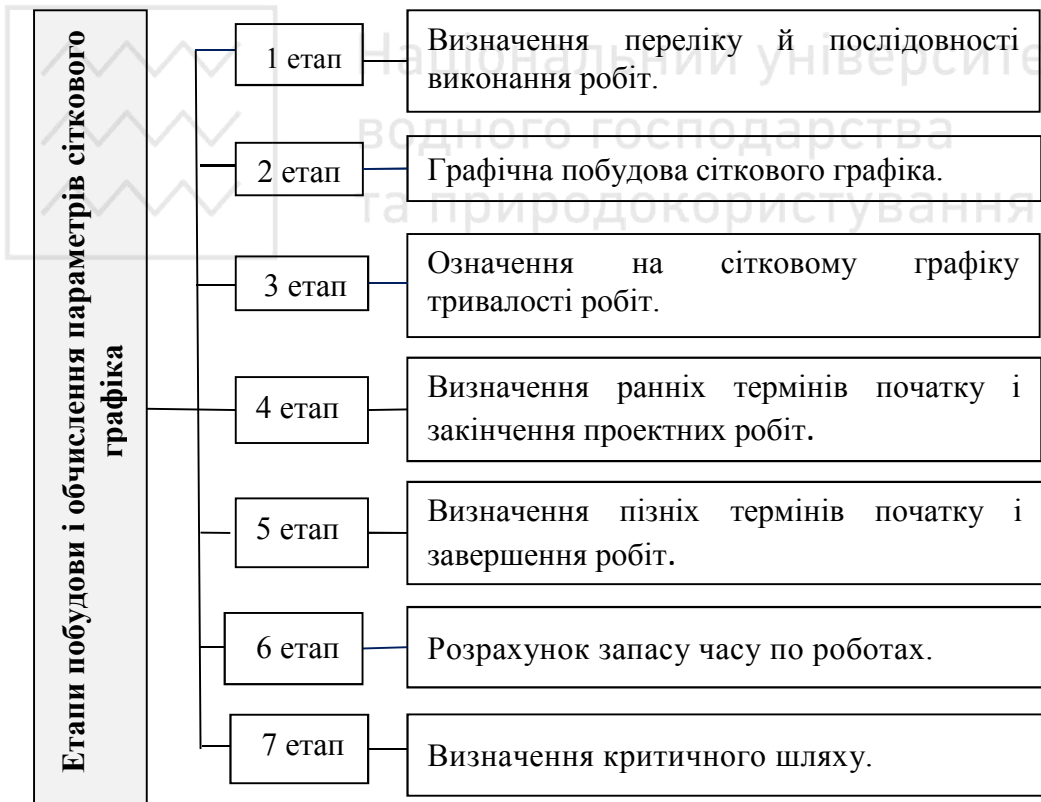 Етапи побудови і обчислення параметрів сіткового
графіка
Національний університе
водного господарства
та природокористування
1 етап
Визначення переліку й послідовності
виконання робіт.
2 етап
Графічна побудова сіткового графіка.
3 етап
Означення на сітковому графіку
тривалості робіт.
4 етап
Визначення ранніх термінів початку і
закінчення проектних робіт.
5 етап
Визначення пізніх термінів початку і
завершення робіт.
6 етап
Розрахунок запасу часу по роботах.
7 етап
Визначення критичного шляху.